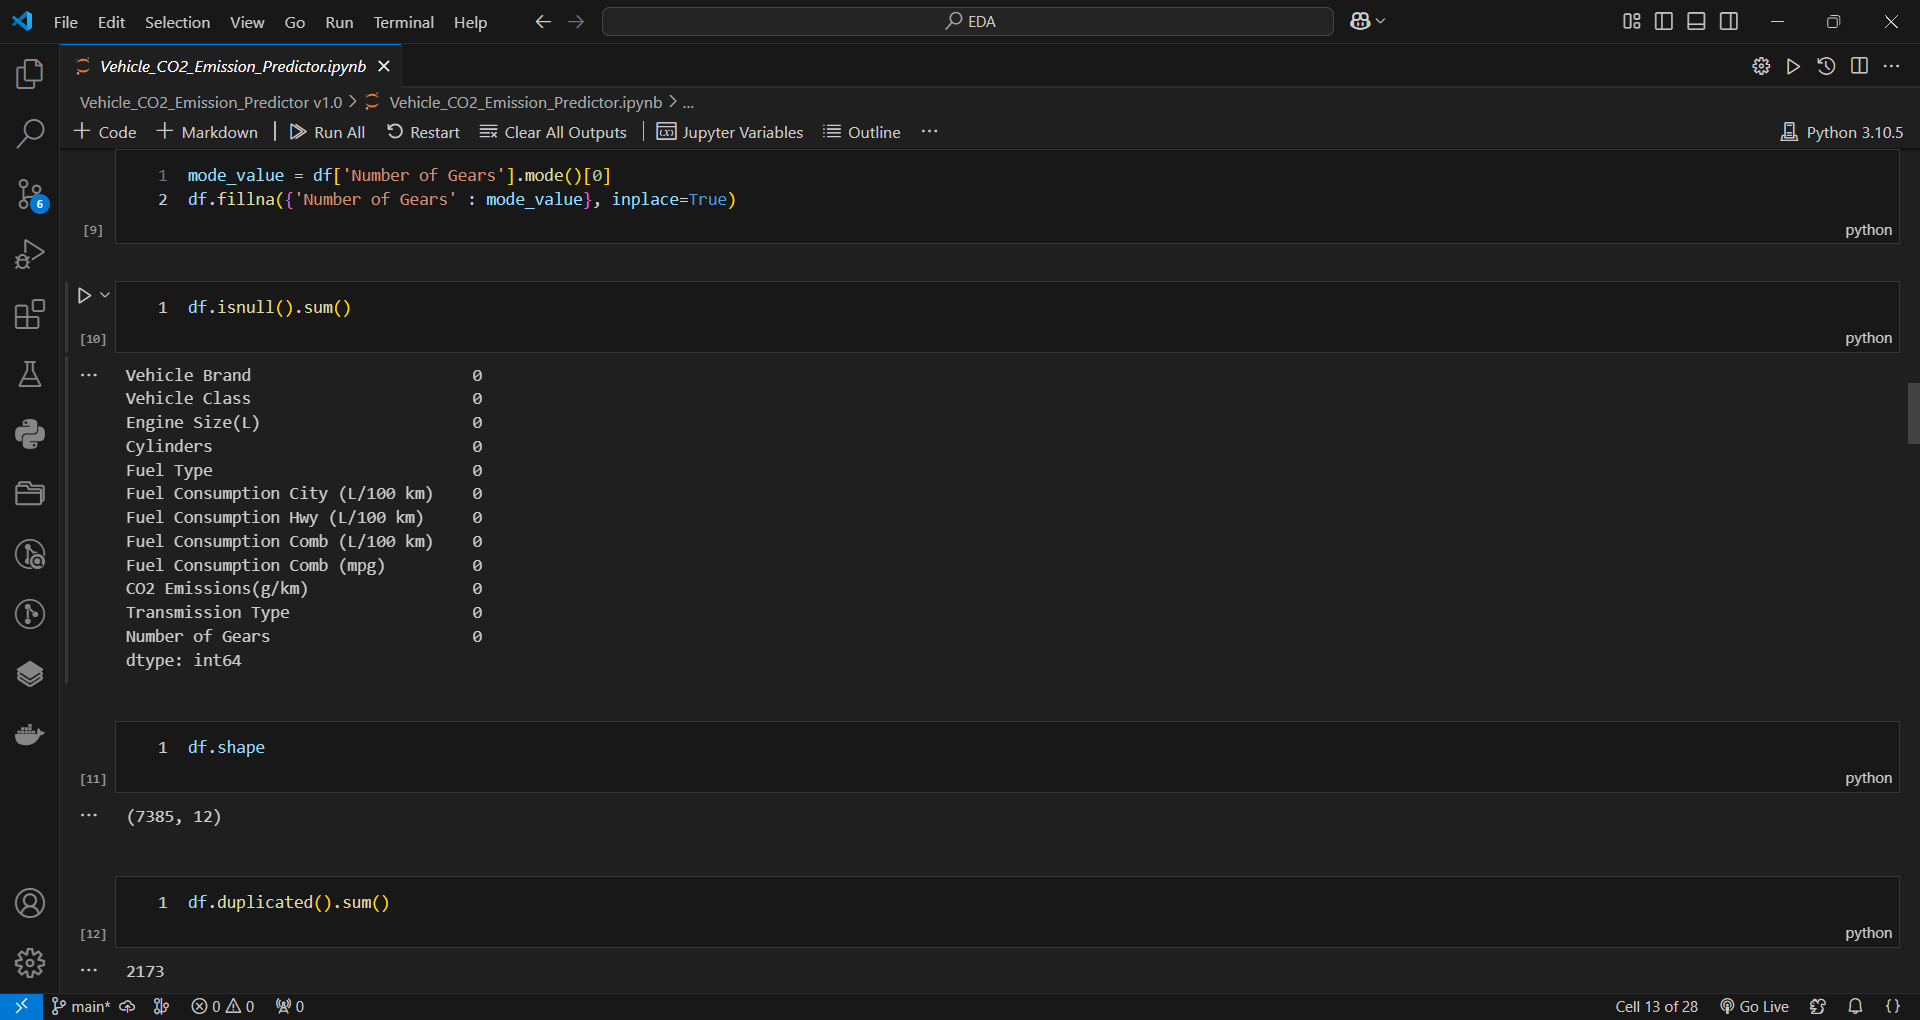 File Edit Selection View Go Run Terminal Help EDA
Vehicle_CO2_Emission_Predictor.ipynb
Vehicle_CO2_Emission_Predictor v1.0 > Vehicle_CO2_Emission_Predictor.ipynb > ...
+ Code + Markdown | Run All Restart Clear All Outputs | Jupyter Variables Outline ... Python 3.10.5
1 mode_value = df['Number of Gears'].mode()[0]
2 df.fillna({'Number of Gears' : mode_value}, inplace=True)
[9] python
6
1 df.isnull().sum()
[10] python
Vehicle Brand 0
Vehicle Class 0
Engine Size(L) 0
Cylinders 0
Fuel Type 0
Fuel Consumption City (L/100 km) 0
Fuel Consumption Hwy (L/100 km) 0
Fuel Consumption Comb (L/100 km) 0
Fuel Consumption Comb (mpg) 0
CO2 Emissions(g/km) 0
Transmission Type 0
Number of Gears 0
dtype: int64
1 df.shape
[11] python
(7385, 12)
1 df.duplicated().sum()
[12] python
2173
main* 0 0 0 Cell 13 of 28 Go Live